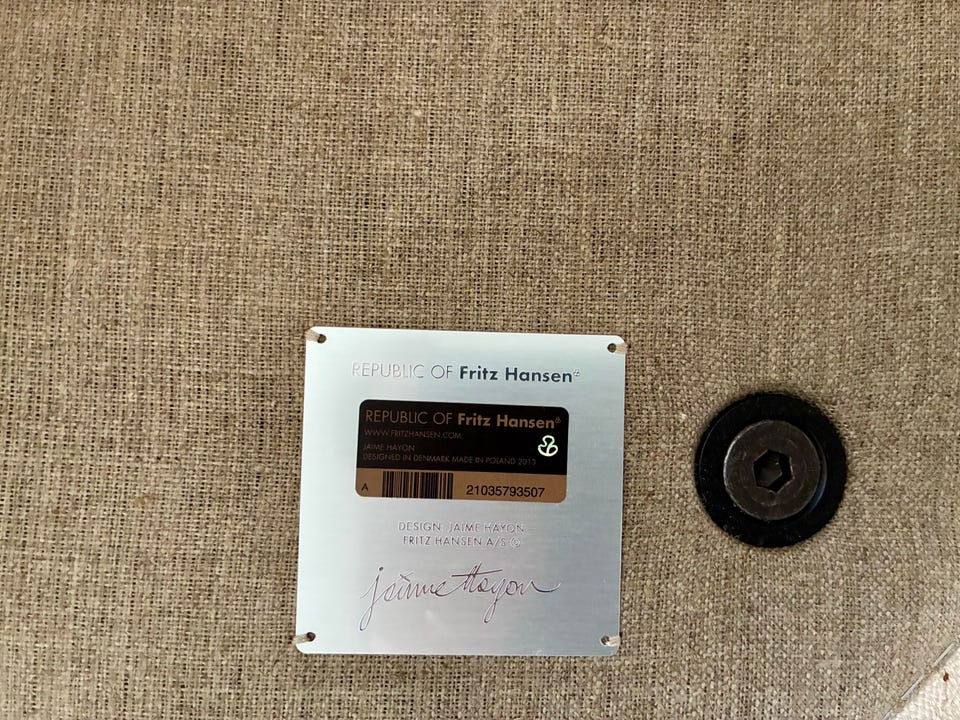 REPUBLIC OF Fritz Hansen®
REPUBLIC OF Fritz Hansen®
WWW.FRITZHANSEN.COM
JAIME HAYON
DESIGNED IN DENMARK MADE IN POLAND 2013
A 21035793507
DESIGN: JAIME HAYON
FRITZ HANSEN A/S ©
jaime Hayon